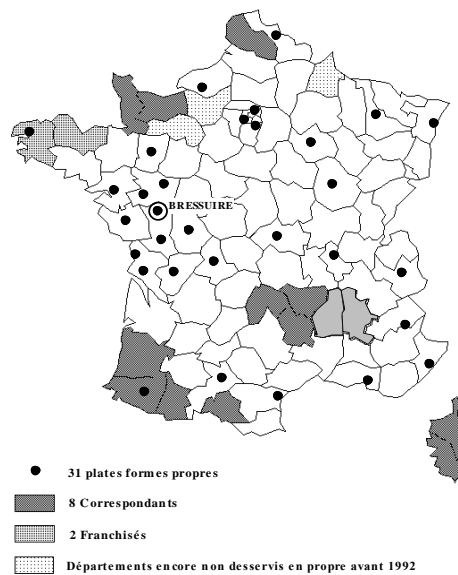 BRESSUIRE
31 plates formes propres
8 Correspondants
2 Franchisés
Départements encore non desservis en propre avant 1992